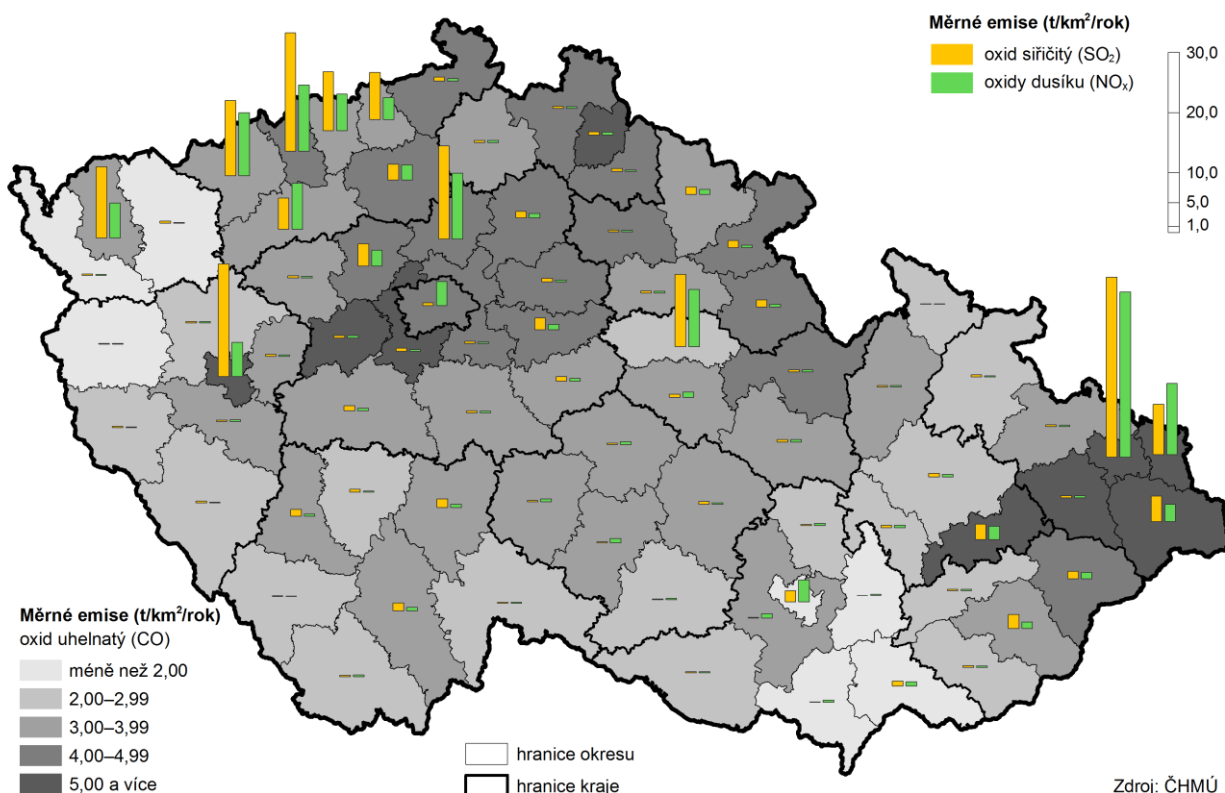 Měrné emise (t/km²/rok)
oxid siřičitý (SO₂)
oxidy dusíku (NOₓ)
30,0
20,0
10,0
5,0
1,0
Měrné emise (t/km²/rok)
oxid uhelnatý (CO)
méně než 2,00
2,00–2,99
3,00–3,99
4,00–4,99
5,00 a více
hranice okresu
hranice kraje
Zdroj: ČHMÚ